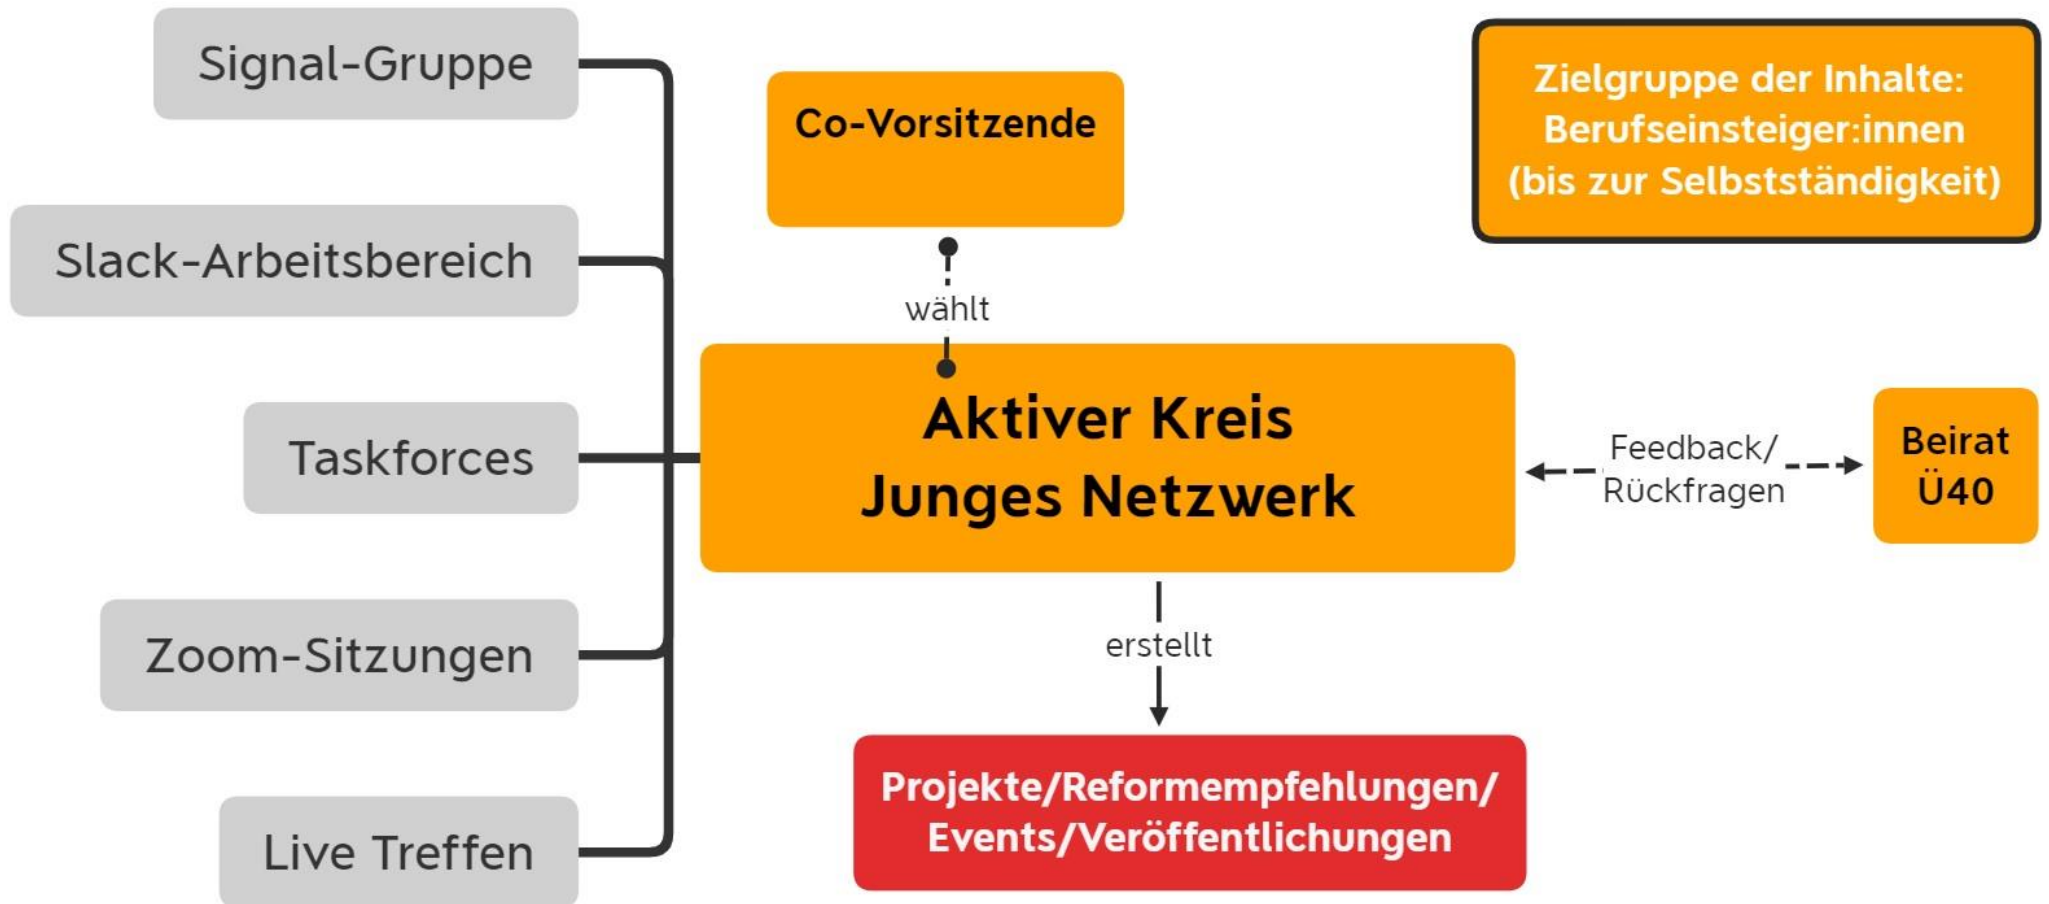 Signal-Gruppe
Slack-Arbeitsbereich
Taskforces
Zoom-Sitzungen
Live Treffen
Co-Vorsitzende
wählt
Aktiver Kreis
Junges Netzwerk
erstellt
Projekte/Reformempfehlungen/
Events/Veröffentlichungen
Zielgruppe der Inhalte:
Berufseinsteiger:innen
(bis zur Selbstständigkeit)
Feedback/
Rückfragen
Beirat
Ü40